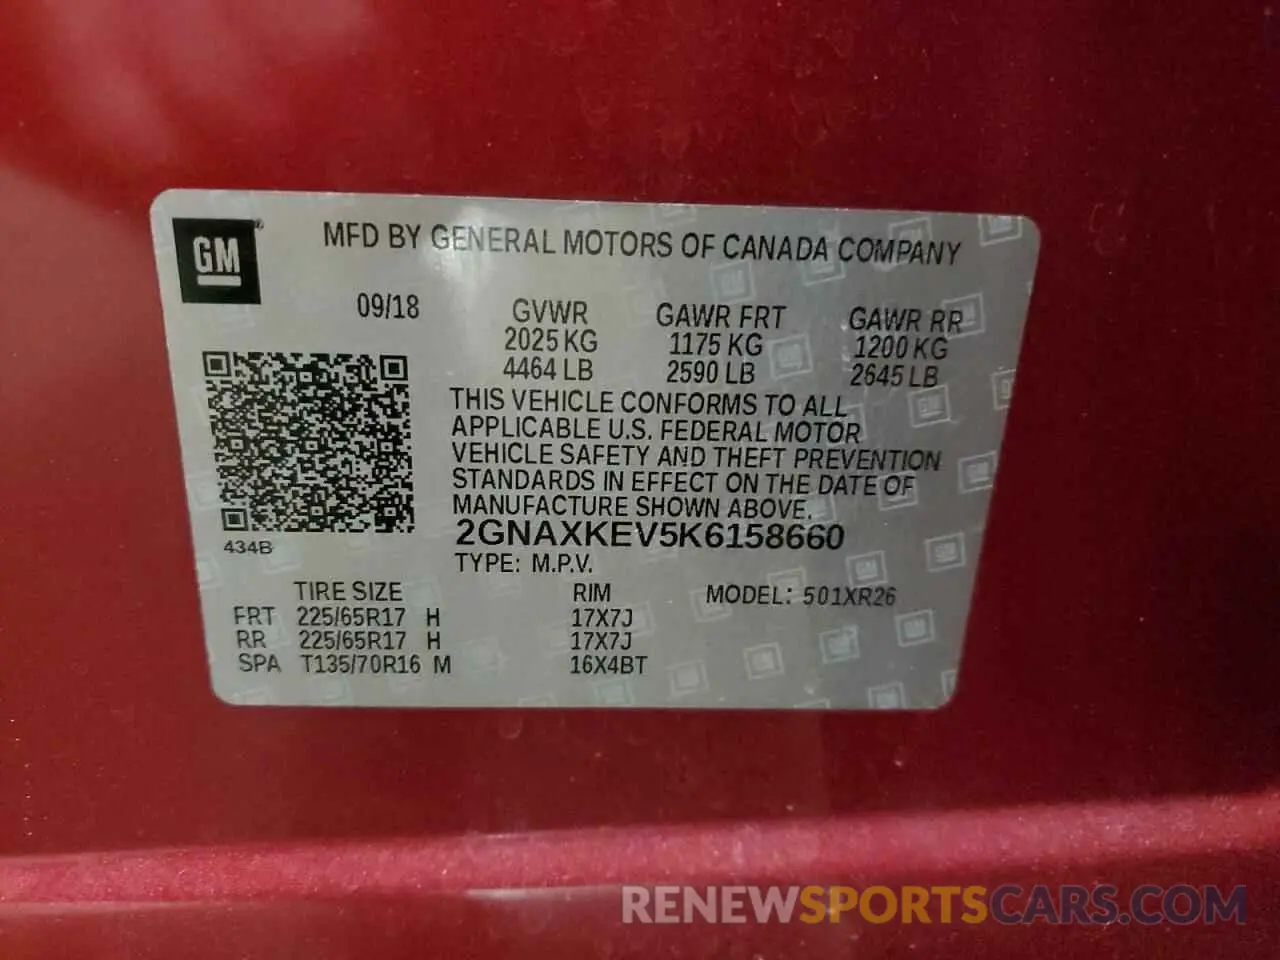 GM®
MFD BY GENERAL MOTORS OF CANADA COMPANY
09/18 GVWR GAWR FRT GAWR RR
2025 KG 1175 KG 1200 KG
4464 LB 2590 LB 2645 LB
THIS VEHICLE CONFORMS TO ALL
APPLICABLE U.S. FEDERAL MOTOR
VEHICLE SAFETY AND THEFT PREVENTION
STANDARDS IN EFFECT ON THE DATE OF
MANUFACTURE SHOWN ABOVE.
2GNAXKEV5K6158660
434B
TYPE: M.P.V.
TIRE SIZE RIM MODEL: 501XR26
FRT 225/65R17 H 17X7J
RR 225/65R17 H 17X7J
SPA T135/70R16 M 16X4BT
RENEWSPORTSCARS.COM